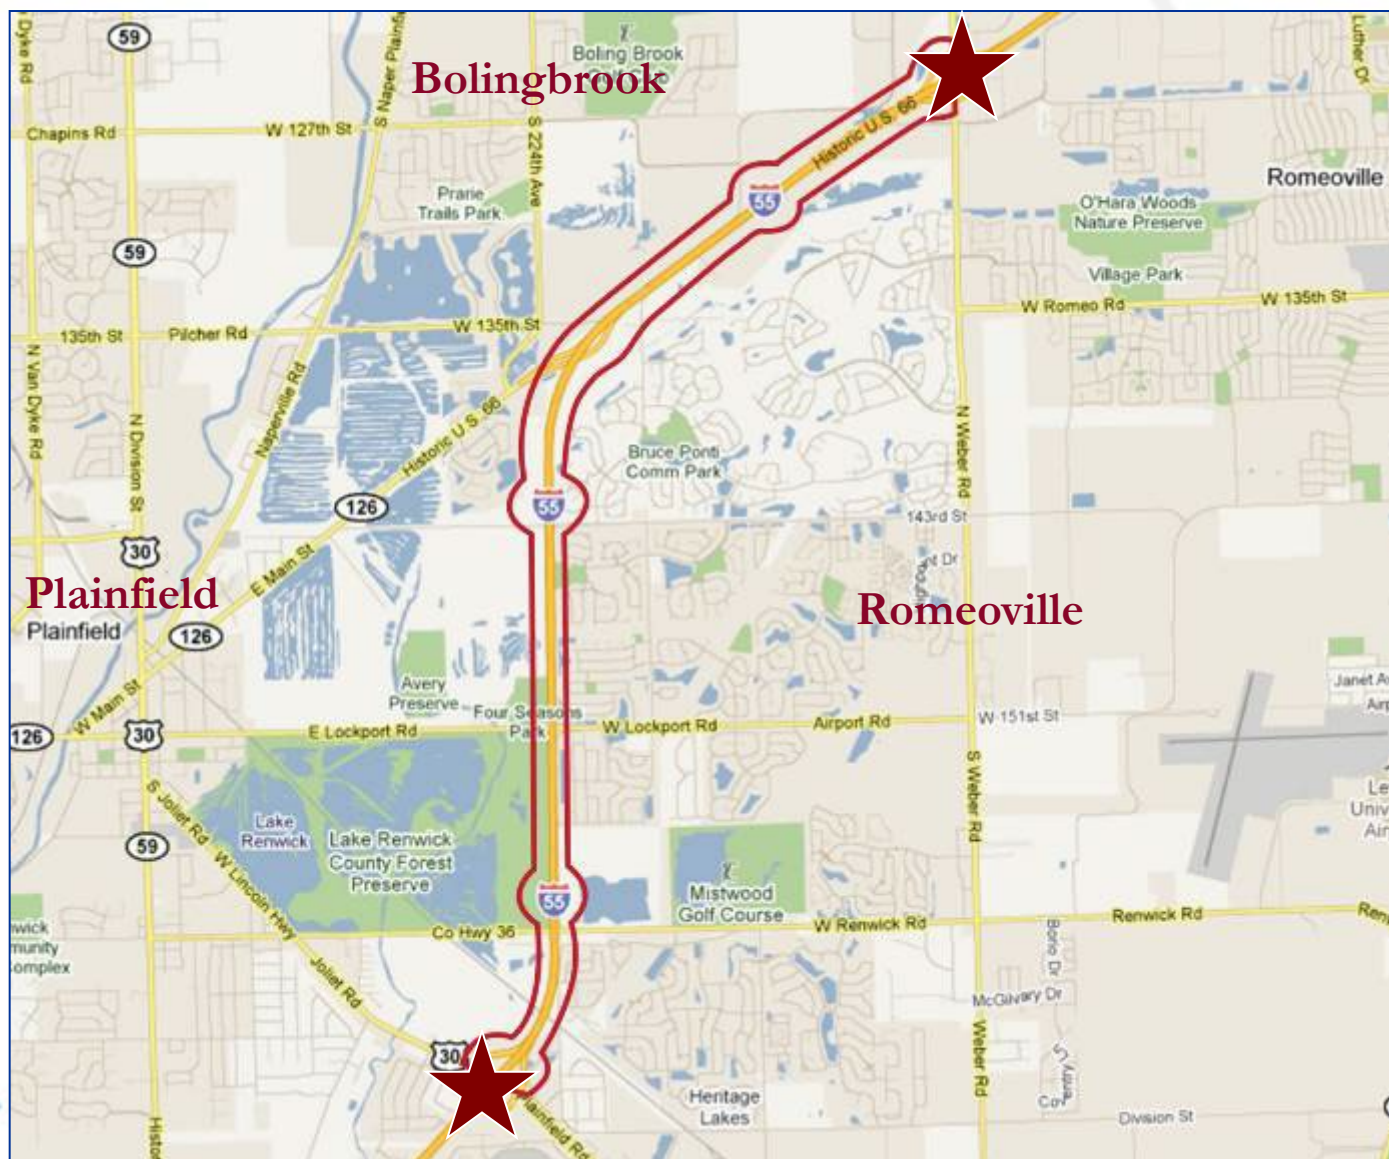 Dyke Rd
59
S Naper Plainf
Boling Brook
Bolingbrook
Luther Dr
Chapins Rd
W 127th St
S 224th Ave
Historic U.S. 66
Romeoville
55
Prarie
Trails Park
O'Hara Woods
Nature Preserve
59
Village Park
W Romeo Rd
W 135th St
135th St
Pilcher Rd
W 135th St
N Van Dyke Rd
N Division St
Naperville Rd
Historic U.S. 66
N Weber Rd
Bruce Ponti
Comm Park
126
55
143rd St
30
E Main St
Plainfield
Plainfield
126
Romeoville
Avery
Preserve
Four Seasons
Park
Janet A
W Main St
126
30
E Lockport Rd
W Lockport Rd
Airport Rd
W 151st St
S Weber Rd
S Joliet Rd
Lake
Renwick
Lake Renwick
County Forest
Preserve
59
W Lincoln Hwy
55
Mistwood
Golf Course
Co Hwy 36
W Renwick Rd
Renwick Rd
Joliet Rd
Boho Dr
McGilvary Dr
Weber Rd
30
Plainfield Rd
Heritage
Lakes
Division St